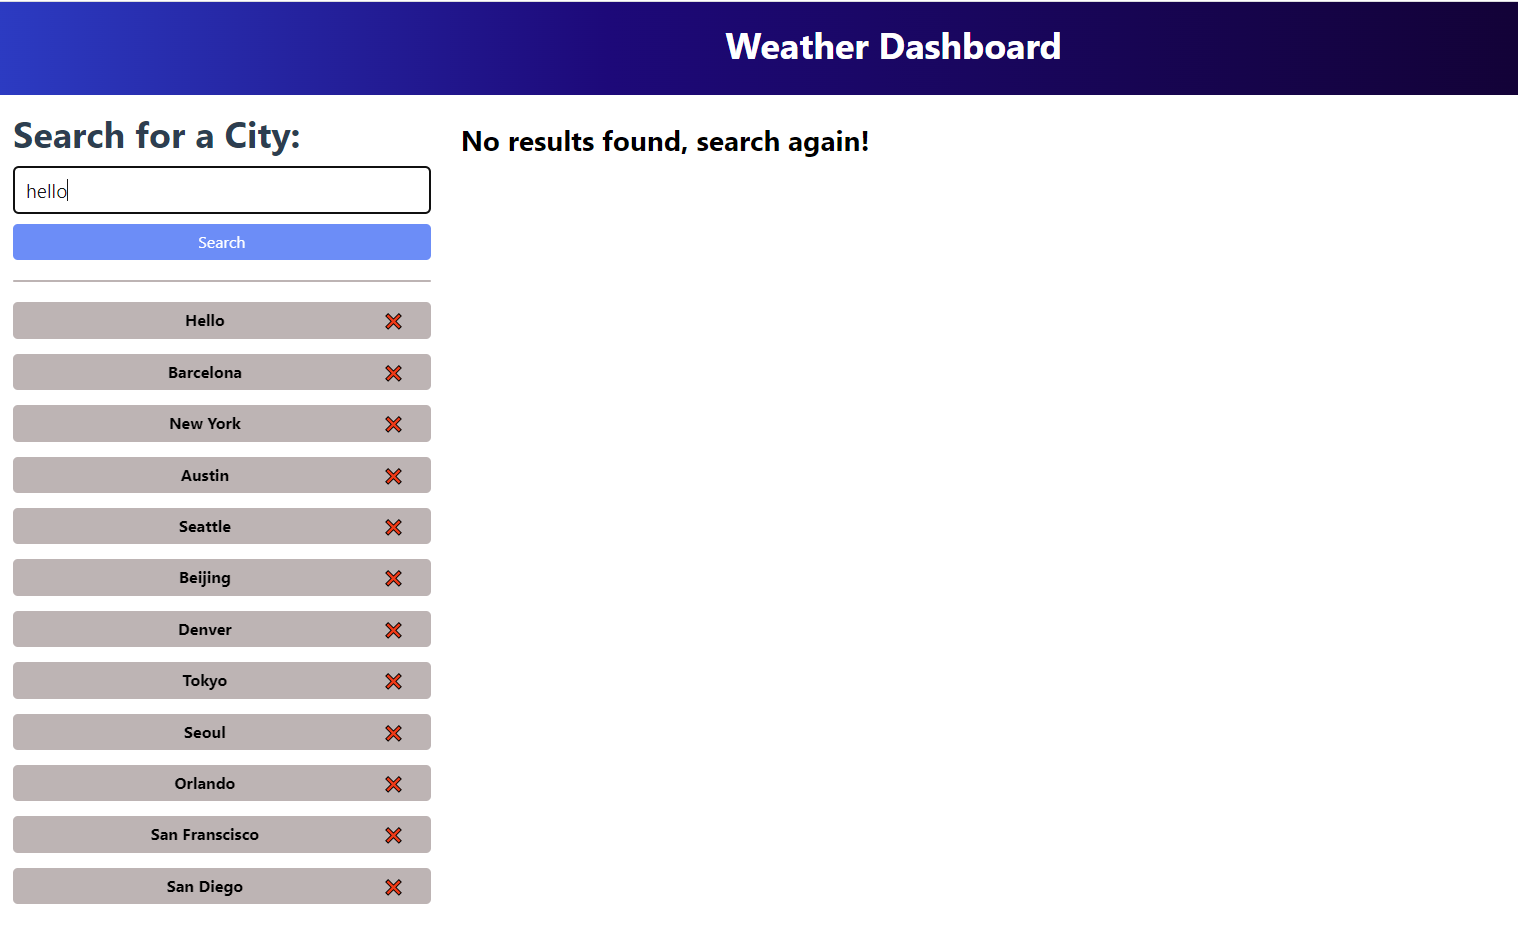 Weather Dashboard
Search for a City:
hello
Search
Hello
Barcelona
New York
Austin
Seattle
Beijing
Denver
Tokyo
Seoul
Orlando
San Franscisco
San Diego
No results found, search again!